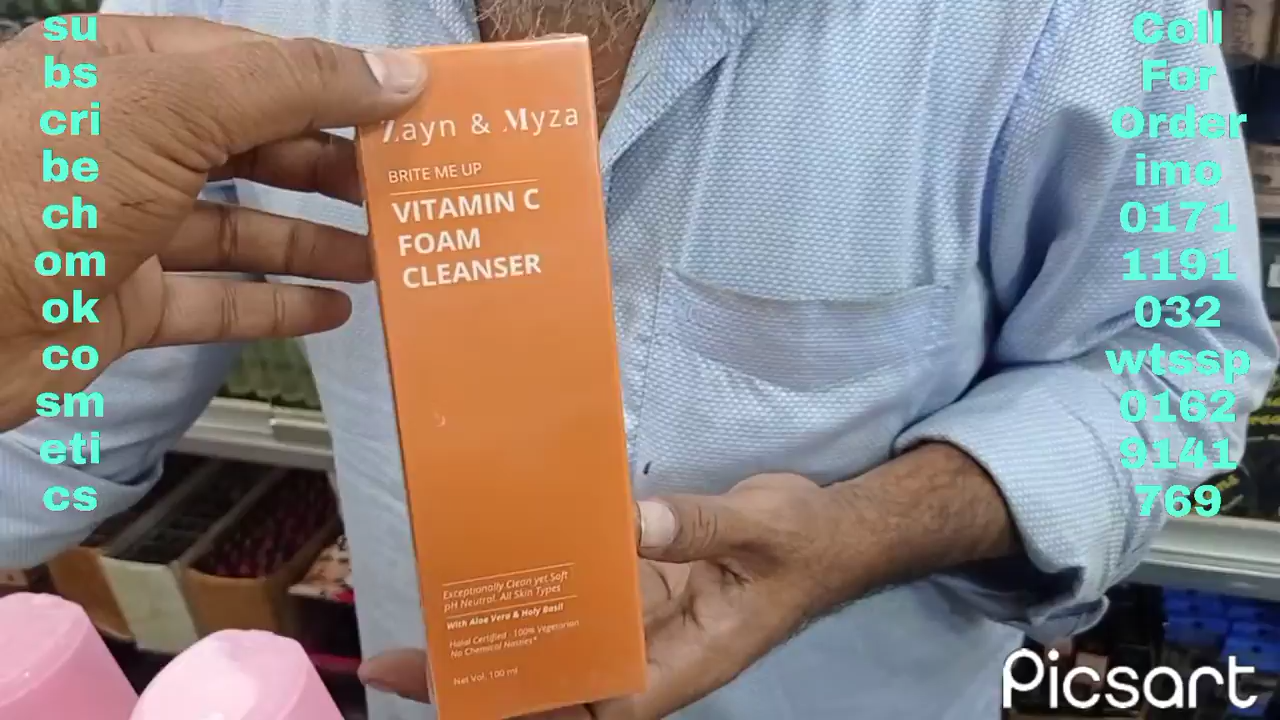 su
bs
cri
be
ch
om
ok
co
sm
eti
cs
Zayn & Myza
BRITE ME UP
VITAMIN C
FOAM
CLEANSER
Exceptionally Clean yet Soft
pH Neutral. All Skin Types
With Aloe Vera & Holy Basil
Halal Certified · 100% Vegetarian
No Chemical Nasties*
Net Vol. 100 ml
Coll
For
Order
imo
0171
1191
032
wtssp
0162
9141
769
Picsart